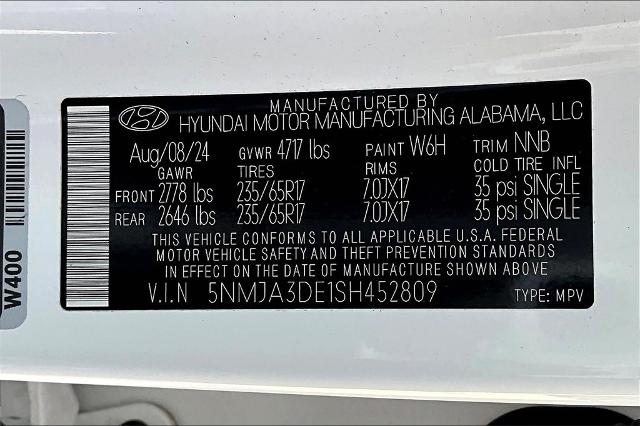 MANUFACTURED BY
HYUNDAI MOTOR MANUFACTURING ALABAMA, LLC
Aug/08/24 GVWR 4717 lbs PAINT W6H TRIM NNB
GAWR TIRES RIMS COLD TIRE INFL
FRONT 2778 lbs 235/65R17 7.0JX17 35 psi SINGLE
REAR 2646 lbs 235/65R17 7.0JX17 35 psi SINGLE
THIS VEHICLE CONFORMS TO ALL APPLICABLE U.S.A. FEDERAL
MOTOR VEHICLE SAFETY AND THEFT PREVENTION STANDARDS
IN EFFECT ON THE DATE OF MANUFACTURE SHOWN ABOVE
V.I.N 5NMJA3DE1SH452809 TYPE: MPV
W400